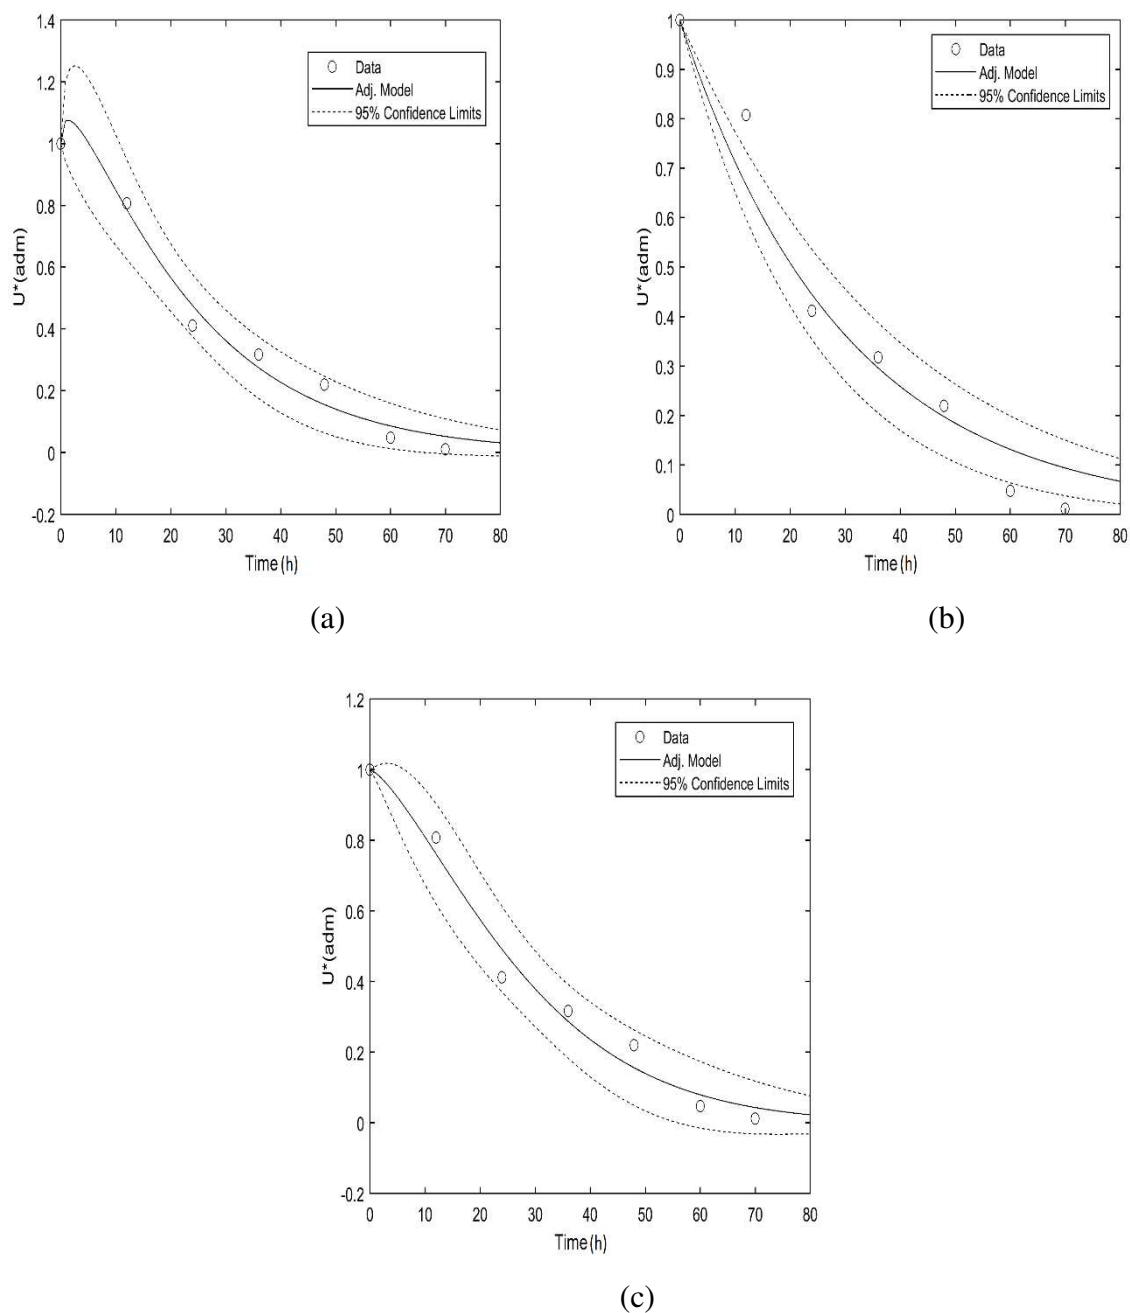 1.4
1.2
1
0.8
0.6
0.4
0.2
0
-0.2
U*(adm)
0 10 20 30 40 50 60 70 80
Time (h)
Data
Adj. Model
95% Confidence Limits
(a)
1
0.9
0.8
0.7
0.6
0.5
0.4
0.3
0.2
0.1
0
U*(adm)
0 10 20 30 40 50 60 70 80
Time (h)
Data
Adj. Model
95% Confidence Limits
(b)
1.2
1
0.8
0.6
0.4
0.2
0
-0.2
U*(adm)
0 10 20 30 40 50 60 70 80
Time (h)
Data
Adj. Model
95% Confidence Limits
(c)